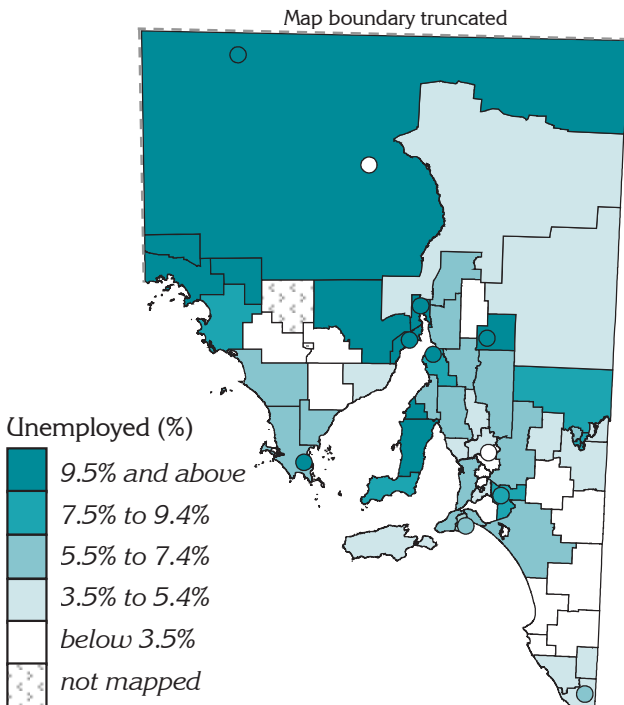 Map boundary truncated
Unemployed (%)
9.5% and above
7.5% to 9.4%
5.5% to 7.4%
3.5% to 5.4%
below 3.5%
not mapped